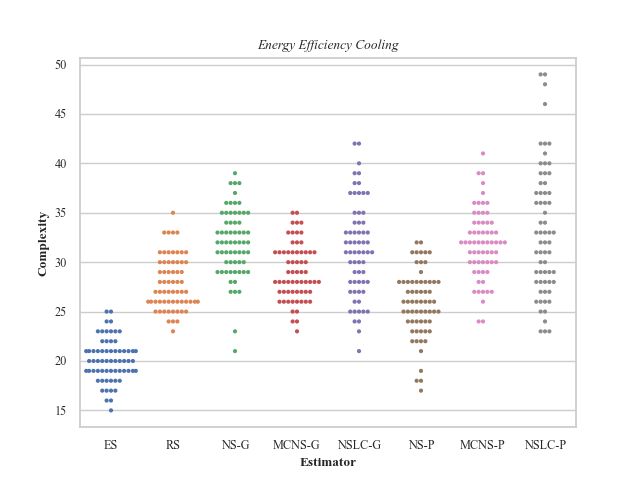 Energy Efficiency Cooling
50
45
40
35
30
25
20
15
Complexity
ES RS NS-G MCNS-G NSLC-G NS-P MCNS-P NSLC-P
Estimator